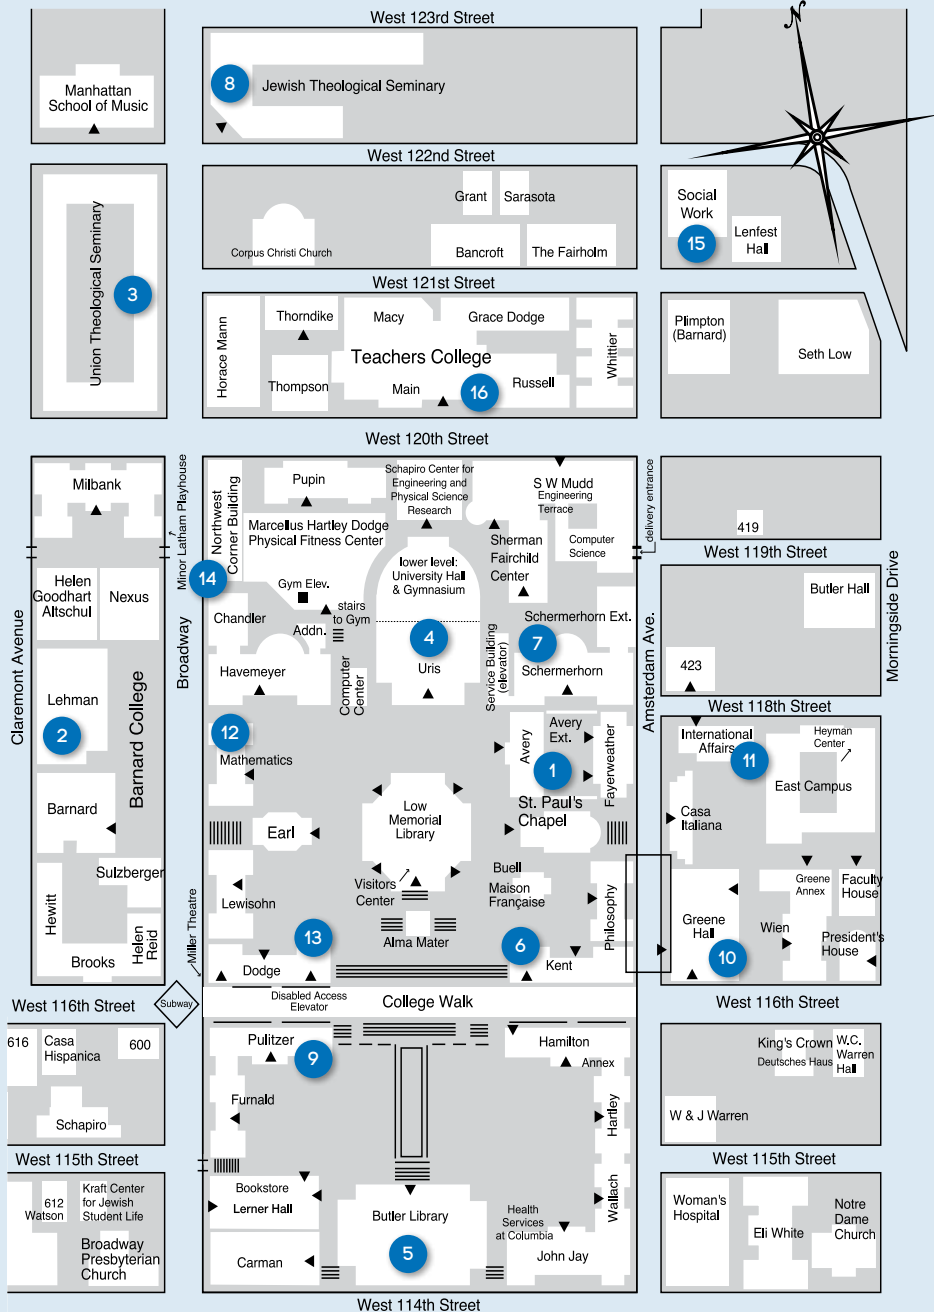 West 123rd Street
N
Manhattan
School of Music
8
Jewish Theological Seminary
West 122nd Street
Union Theological Seminary
3
Grant
Sarasota
Corpus Christi Church
Bancroft
The Fairholm
Social
Work
15
Lenfest
Hall
West 121st Street
Horace Mann
Thorndike
Macy
Grace Dodge
Teachers College
Thompson
Main
16
Russell
Whittier
Plimpton
(Barnard)
Seth Low
West 120th Street
Milbank
Minor Latham Playhouse
Northwest
Corner Building
Pupin
Schapiro Center for
Engineering and
Physical Science
Research
S W Mudd
Engineering
Terrace
Marcellus Hartley Dodge
Physical Fitness Center
Sherman
Fairchild
Center
Computer
Science
delivery entrance
419
West 119th Street
14
lower level:
University Hall
& Gymnasium
Gym Elev.
stairs
to Gym
Helen
Goodhart
Altschul
Nexus
Chandler
Addn.
4
Uris
Service Building
(elevator)
Schermerhorn Ext.
7
Schermerhorn
Butler Hall
423
Morningside Drive
Claremont Avenue
Broadway
Amsterdam Ave.
Havemeyer
Computer
Center
Lehman
2
Barnard College
West 118th Street
12
Mathematics
Avery
Avery
Ext.
1
Fayerweather
International
Affairs
11
Heyman
Center
East Campus
Barnard
Earl
Low
Memorial
Library
St. Paul's
Chapel
Casa
Italiana
Sulzberger
Hewitt
Helen
Reid
Brooks
Lewisohn
Visitors
Center
Buell
Maison
Française
Philosophy
Greene
Annex
Faculty
House
Greene
Hall
10
Wien
President's
House
Miller Theatre
13
Dodge
Alma Mater
6
Kent
West 116th Street
Subway
Disabled Access
Elevator
College Walk
West 116th Street
616
Casa
Hispanica
600
Schapiro
Pulitzer
9
Furnald
Hamilton
Annex
Hartley
King's Crown
Deutsches Haus
W.C.
Warren
Hall
W & J Warren
West 115th Street
West 115th Street
612
Watson
Kraft Center
for Jewish
Student Life
Broadway
Presbyterian
Church
Bookstore
Lerner Hall
Carman
Butler Library
5
Health
Services
at Columbia
Wallach
John Jay
Woman's
Hospital
Eli White
Notre
Dame
Church
West 114th Street